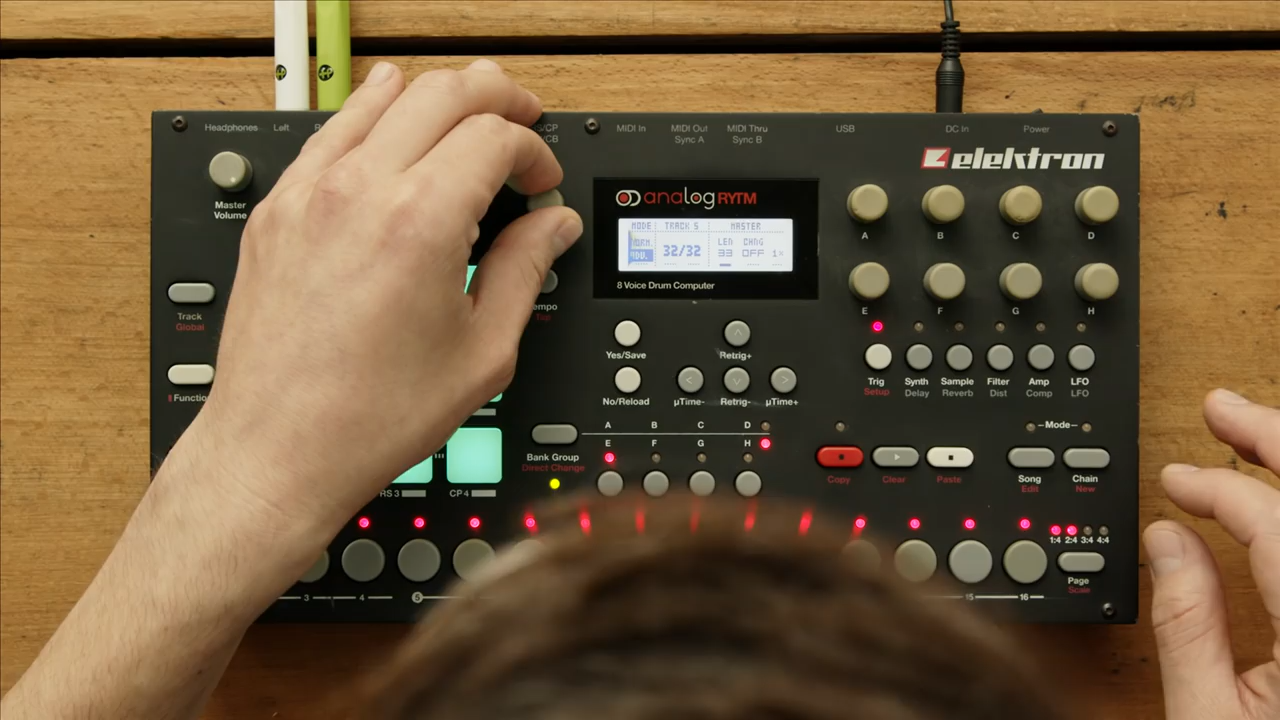 Headphones Left
MIDI In MIDI Out MIDI Thru USB DC In Power
Sync A Sync B
elektron
Master
Volume
analog RYTM
MODE: TRACK 5 MASTER
ADV. 32/32 LEN CHNG
33 OFF 1×
8 Voice Drum Computer
A B C D
E F G H
Track
Global
Function
Yes/Save Retrig+
No/Reload µTime- Retrig- µTime+
Trig Synth Sample Filter Amp LFO
Setup Delay Reverb Dist Comp LFO
A B C D
E F G H
Bank Group
Direct Change
Mode
Copy Clear Paste
Song Chain
Edit New
RS 3 CP 4
1:4 2:4 3:4 4:4
Page
Scale
3 4 5 15 16